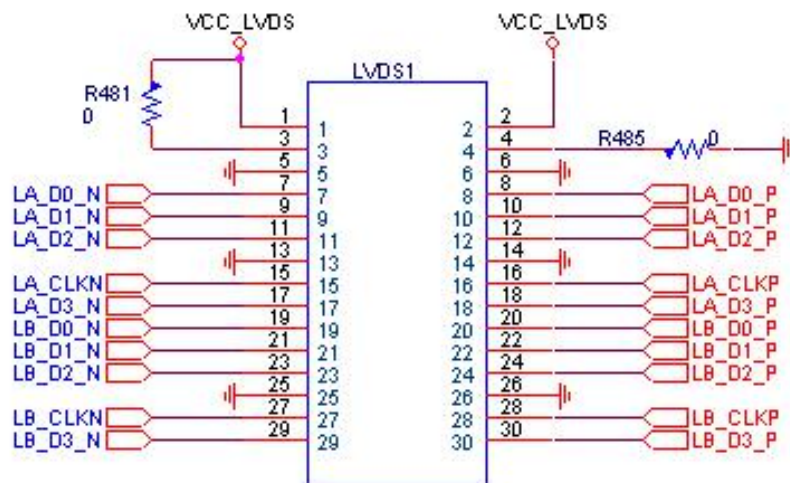 VCC_LVDS VCC_LVDS
LVDS1
R481
0
1 1 2 2
3 3 4 4 R485 0
5 5 6 6
LA_D0_N 7 7 8 8 LA_D0_P
LA_D1_N 9 9 10 10 LA_D1_P
LA_D2_N 11 11 12 12 LA_D2_P
13 13 14 14
LA_CLKN 15 15 16 16 LA_CLKP
LA_D3_N 17 17 18 18 LA_D3_P
LB_D0_N 19 19 20 20 LB_D0_P
LB_D1_N 21 21 22 22 LB_D1_P
LB_D2_N 23 23 24 24 LB_D2_P
25 25 26 26
LB_CLKN 27 27 28 28 LB_CLKP
LB_D3_N 29 29 30 30 LB_D3_P